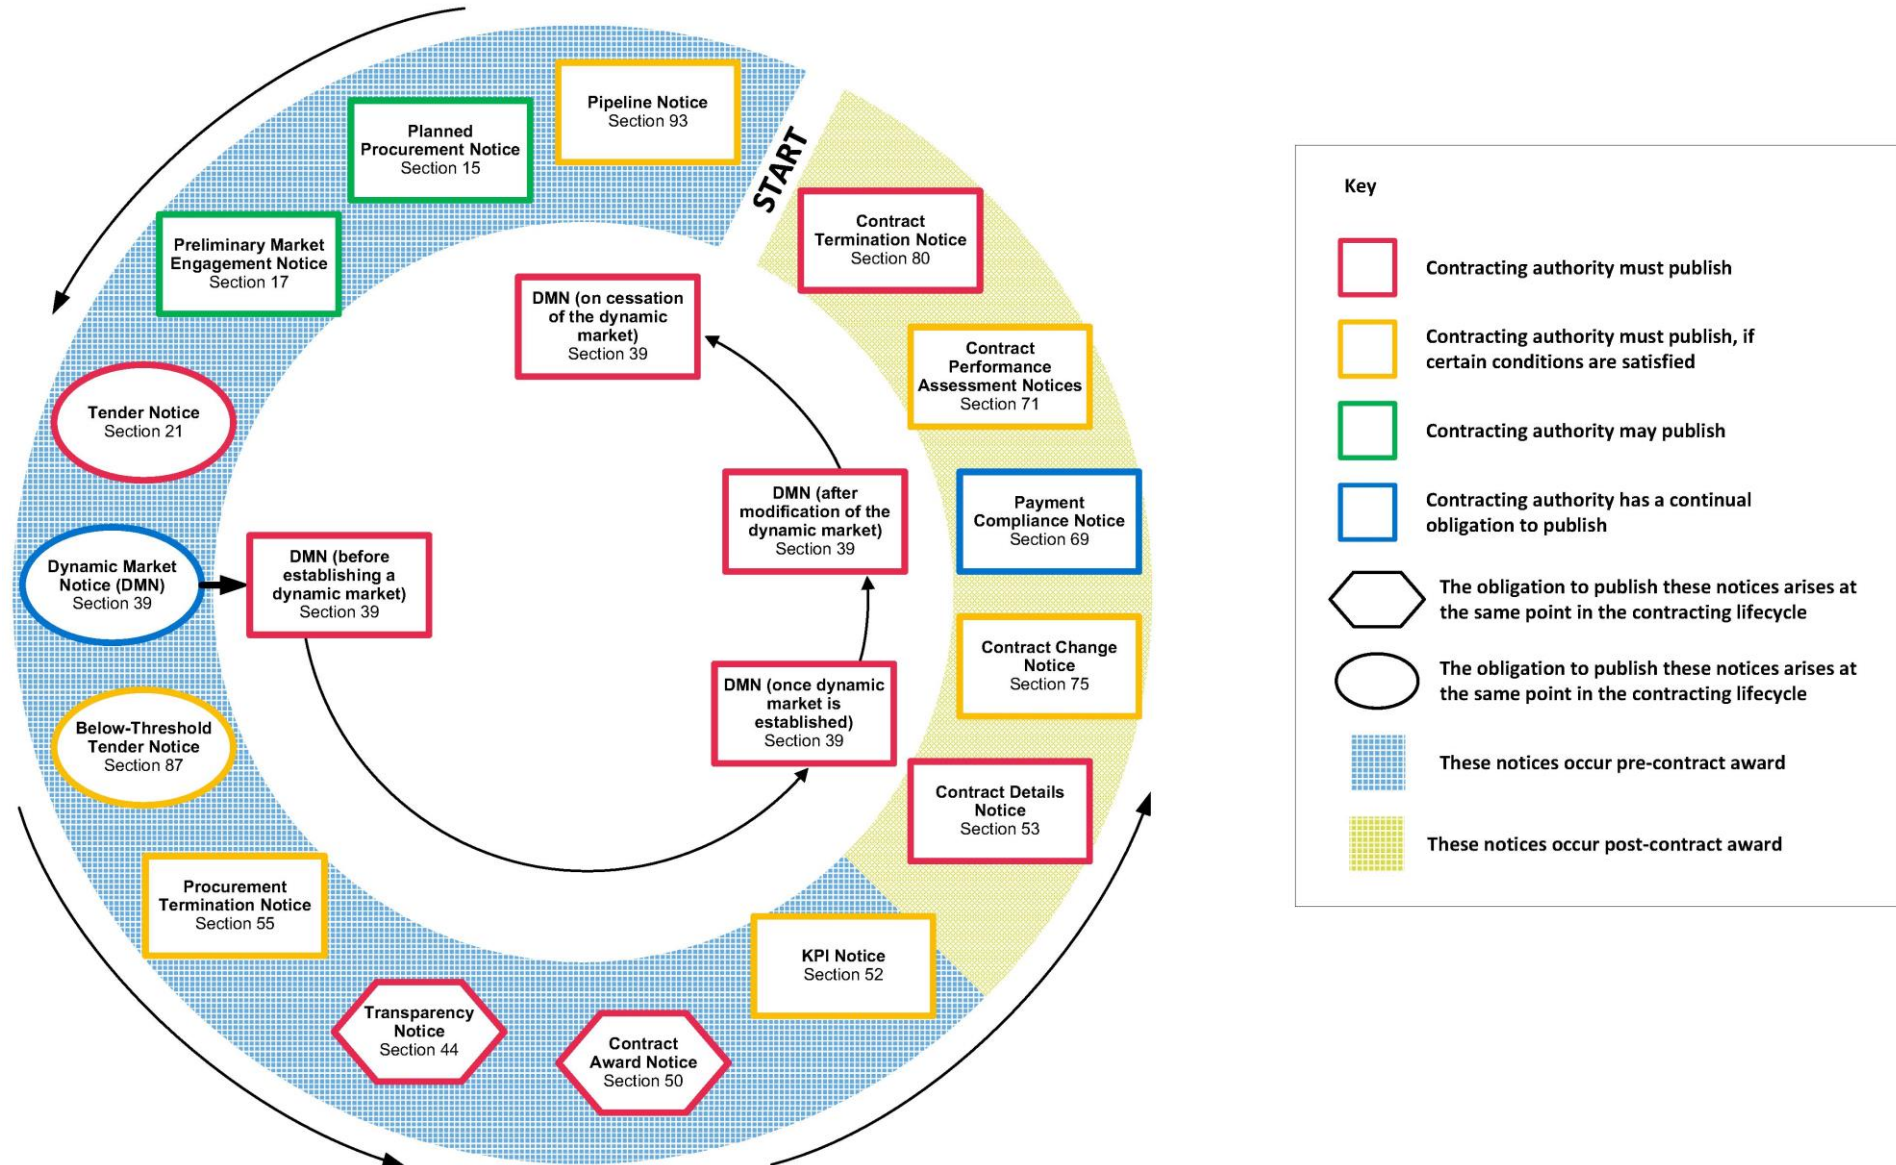 START
Pipeline Notice
Section 93
Planned
Procurement Notice
Section 15
Preliminary Market
Engagement Notice
Section 17
Tender Notice
Section 21
Dynamic Market
Notice (DMN)
Section 39
Below-Threshold
Tender Notice
Section 87
Procurement
Termination Notice
Section 55
Transparency
Notice
Section 44
Contract
Award Notice
Section 50
KPI Notice
Section 52
Contract Details
Notice
Section 53
Contract Change
Notice
Section 75
Payment
Compliance Notice
Section 69
Contract
Performance
Assessment Notices
Section 71
Contract
Termination Notice
Section 80
DMN (before
establishing a
dynamic market)
Section 39
DMN (once dynamic
market is
established)
Section 39
DMN (after
modification of the
dynamic market)
Section 39
DMN (on cessation
of the dynamic
market)
Section 39
Key
Contracting authority must publish
Contracting authority must publish, if
certain conditions are satisfied
Contracting authority may publish
Contracting authority has a continual
obligation to publish
The obligation to publish these notices arises at
the same point in the contracting lifecycle
The obligation to publish these notices arises at
the same point in the contracting lifecycle
These notices occur pre-contract award
These notices occur post-contract award